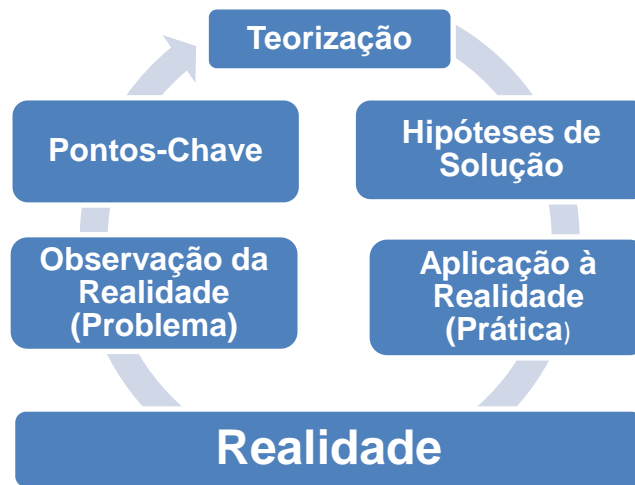 Teorização
Pontos-Chave
Hipóteses de
Solução
Observação da
Realidade
(Problema)
Aplicação à
Realidade
(Prática)
Realidade